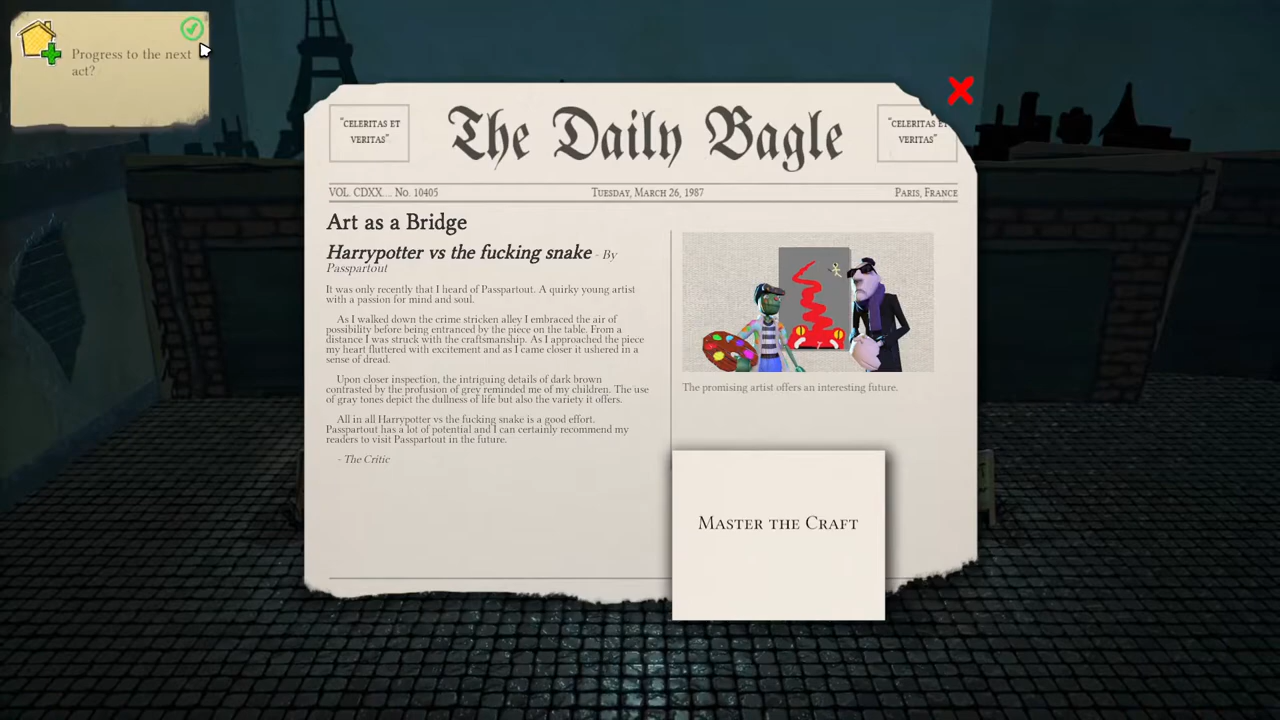 Progress to the next
act?
"CELERITAS ET
VERITAS"
The Daily Bagle
"CELERITAS ET
VERITAS"
VOL. CDXX... No. 10405
TUESDAY, MARCH 26, 1987
PARIS, FRANCE
Art as a Bridge
Harrypotter vs the fucking snake - By
Passpartout
It was only recently that I heard of Passpartout. A quirky young artist
with a passion for mind and soul.
As I walked down the crime stricken alley I embraced the air of
possibility before being entranced by the piece on the table. From a
distance I was struck with the craftsmanship. As I approached the piece
my heart fluttered with excitement and as I came closer it ushered in a
sense of dread.
Upon closer inspection, the intriguing details of dark brown
contrasted by the profusion of grey reminded me of my children. The use
of gray tones depict the dullness of life but also the variety it offers.
All in all Harrypotter vs the fucking snake is a good effort.
Passpartout has a lot of potential and I can certainly recommend my
readers to visit Passpartout in the future.
- The Critic
The promising artist offers an interesting future.
MASTER THE CRAFT